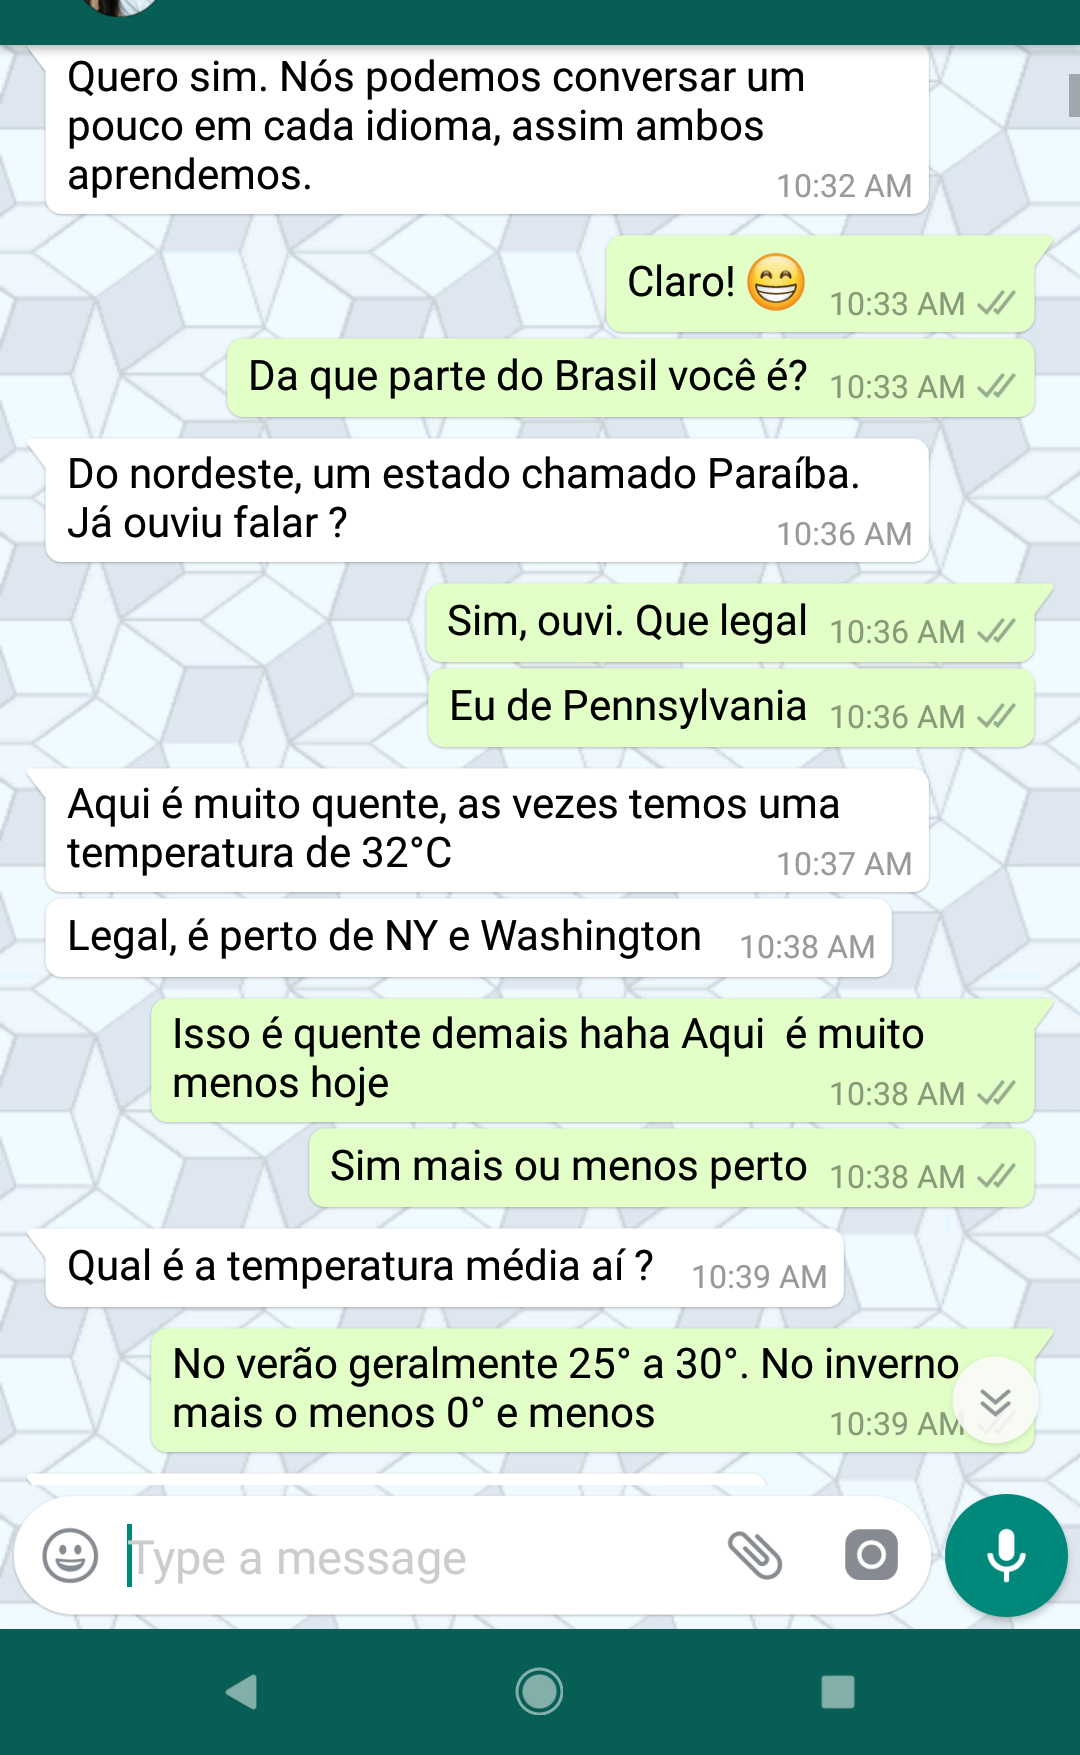 Quero sim. Nós podemos conversar um
pouco em cada idioma, assim ambos
aprendemos.
10:32 AM
Claro! 😁
10:33 AM
Da que parte do Brasil você é?
10:33 AM
Do nordeste, um estado chamado Paraíba.
Já ouviu falar ?
10:36 AM
Sim, ouvi. Que legal
10:36 AM
Eu de Pennsylvania
10:36 AM
Aqui é muito quente, as vezes temos uma
temperatura de 32°C
10:37 AM
Legal, é perto de NY e Washington
10:38 AM
Isso é quente demais haha Aqui  é muito
menos hoje
10:38 AM
Sim mais ou menos perto
10:38 AM
Qual é a temperatura média aí ?
10:39 AM
No verão geralmente 25° a 30°. No inverno
mais o menos 0° e menos
10:39 AM
Type a message